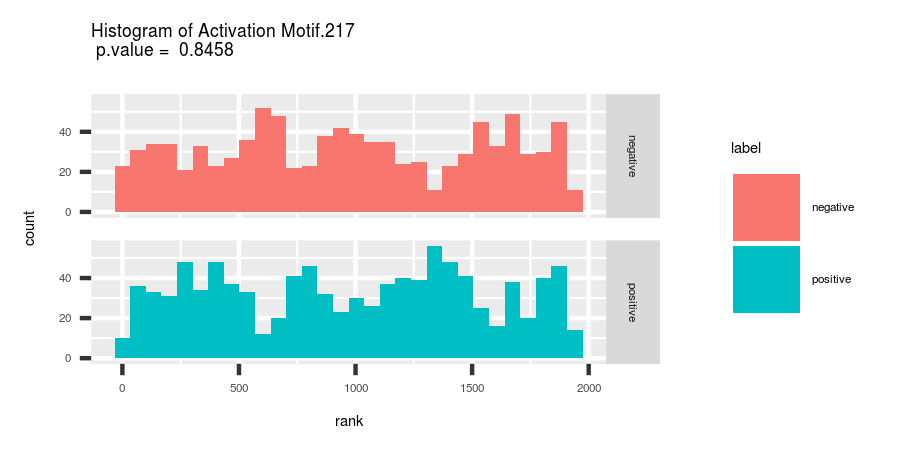 Histogram of Activation Motif.217
p.value =  0.8458
count
40
20
0
negative
40
20
0
positive
0
500
1000
1500
2000
rank
label
negative
positive